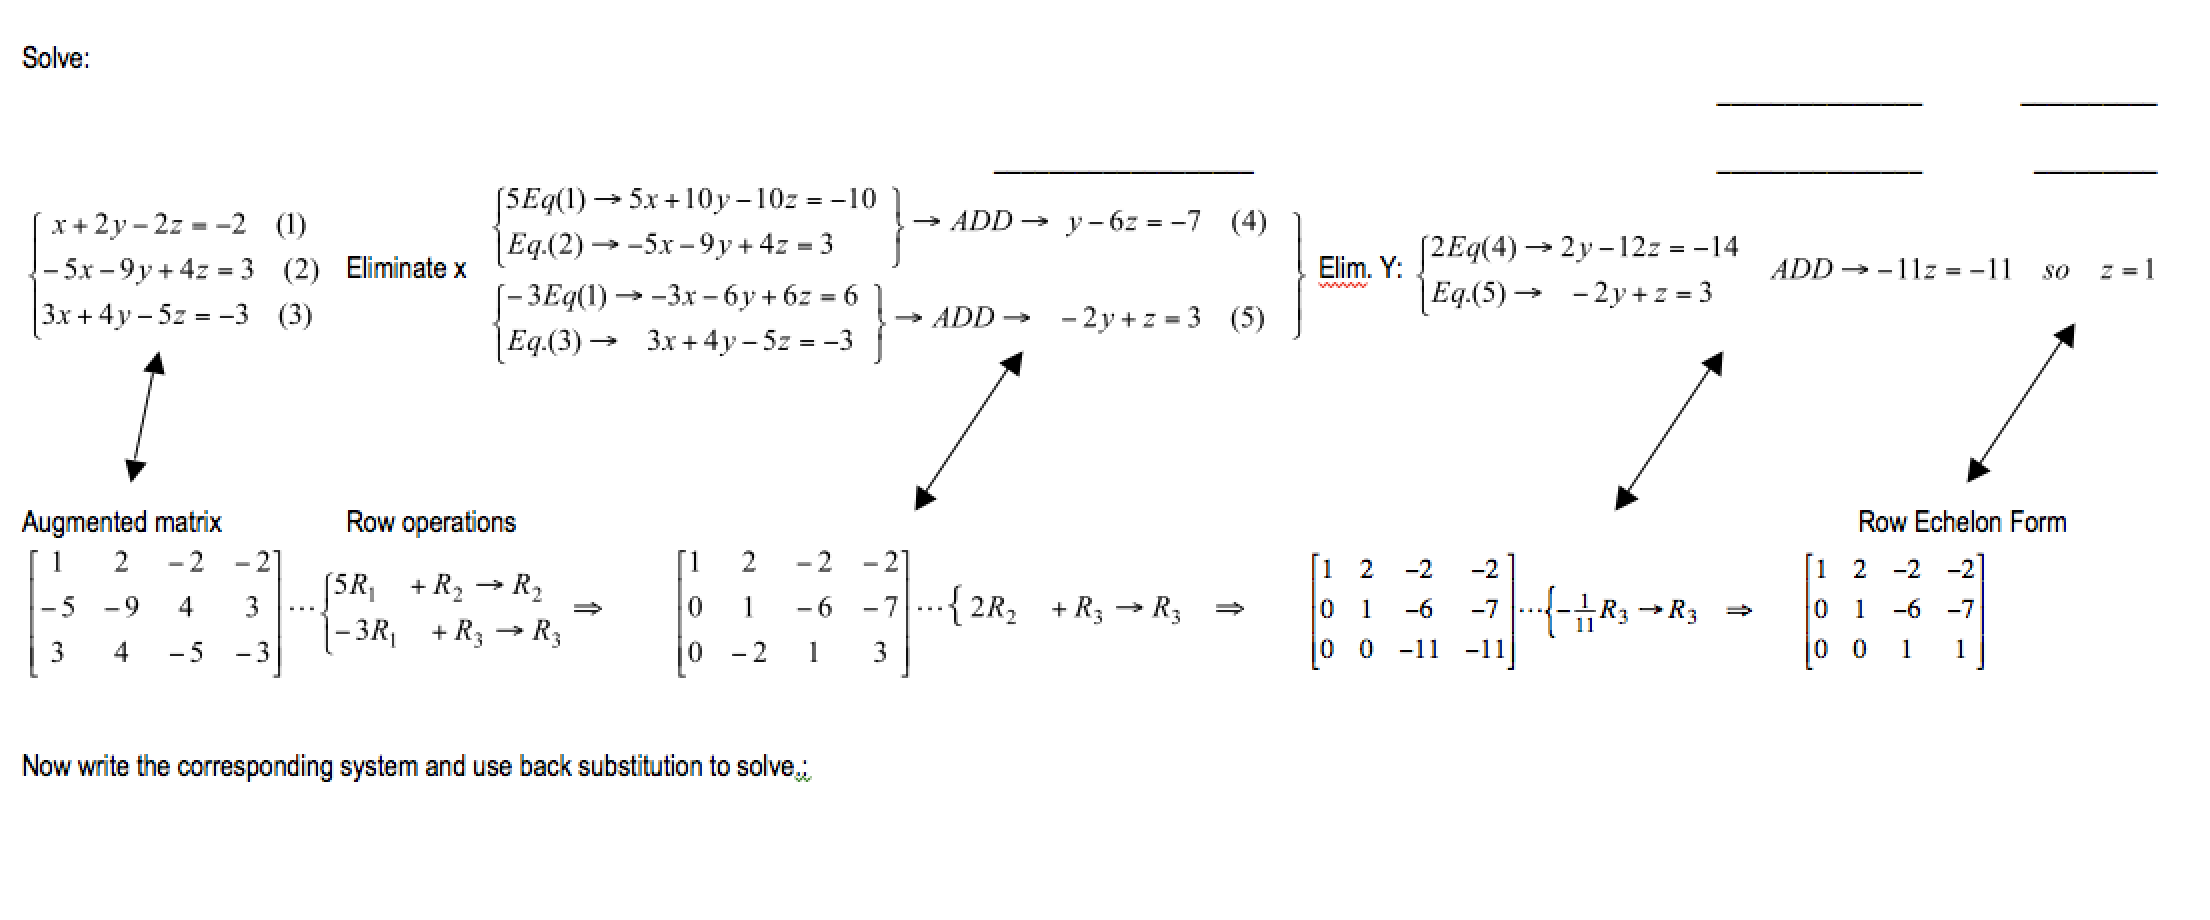 Solve:
x + 2y – 2z = –2 (1)
–5x – 9y + 4z = 3 (2)
3x + 4y – 5z = –3 (3)
Eliminate x
5Eq(1) → 5x + 10y – 10z = –10
Eq.(2) → –5x – 9y + 4z = 3
→ ADD → y – 6z = –7 (4)
–3Eq(1) → –3x – 6y + 6z = 6
Eq.(3) → 3x + 4y – 5z = –3
→ ADD → –2y + z = 3 (5)
Elim. Y:
2Eq(4) → 2y – 12z = –14
Eq.(5) → –2y + z = 3
ADD → –11z = –11 so z = 1
Augmented matrix Row operations Row Echelon Form
[1 2 –2 –2]
[–5 –9 4 3]
[3 4 –5 –3]
... { 5R₁ + R₂ → R₂
–3R₁ + R₃ → R₃ ⇒
[1 2 –2 –2]
[0 1 –6 –7]
[0 –2 1 3]
... { 2R₂ + R₃ → R₃ ⇒
[1 2 –2 –2]
[0 1 –6 –7]
[0 0 –11 –11]
... { –1/11 R₃ → R₃ ⇒
[1 2 –2 –2]
[0 1 –6 –7]
[0 0 1 1]
Now write the corresponding system and use back substitution to solve,;